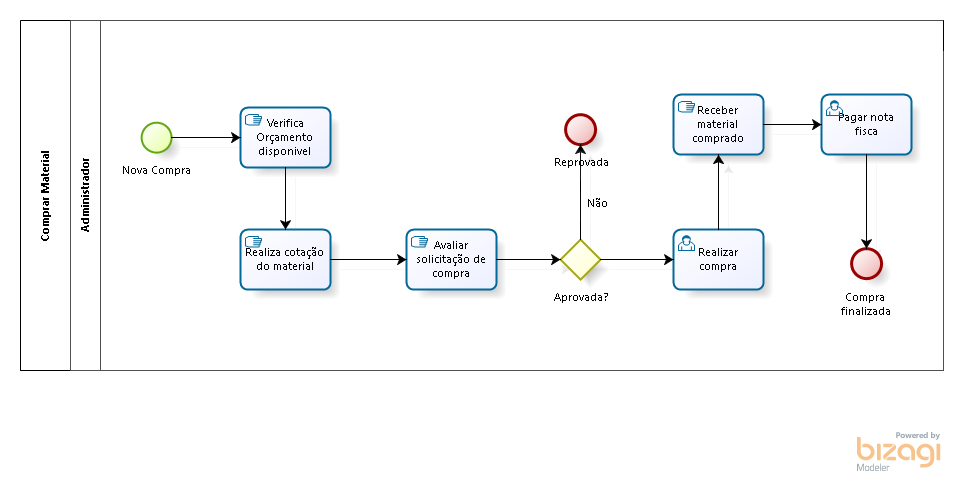 Comprar Material
Administrador
Nova Compra
Verifica
Orçamento
disponivel
Realiza cotação
do material
Avaliar
solicitação de
compra
Aprovada?
Não
Reprovada
Realizar
compra
Receber
material
comprado
Pagar nota
fisca
Compra
finalizada
Powered by
bizagi
Modeler